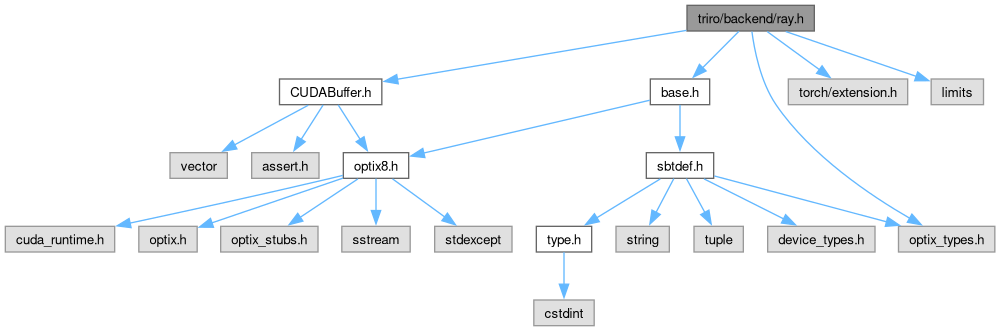 triro/backend/ray.h
CUDABuffer.h
base.h
torch/extension.h
limits
vector
assert.h
optix8.h
sbtdef.h
cuda_runtime.h
optix.h
optix_stubs.h
sstream
stdexcept
type.h
string
tuple
device_types.h
optix_types.h
cstdint